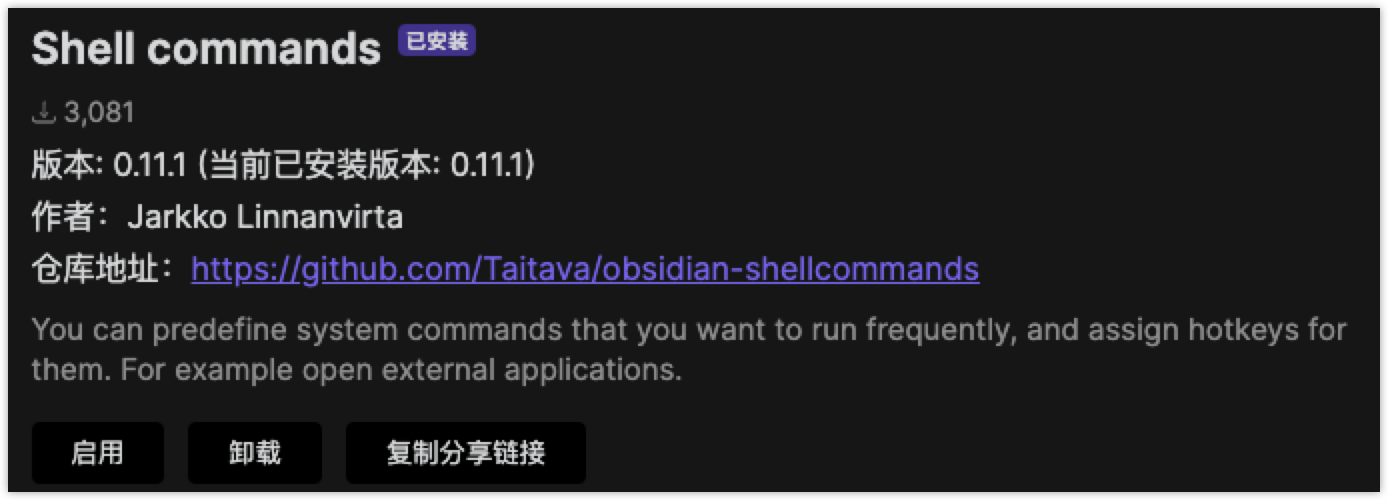 Shell commands 已安装
3,081
版本: 0.11.1 (当前已安装版本: 0.11.1)
作者：Jarkko Linnanvirta
仓库地址：https://github.com/Taitava/obsidian-shellcommands
You can predefine system commands that you want to run frequently, and assign hotkeys for
them. For example open external applications.
启用 卸载 复制分享链接